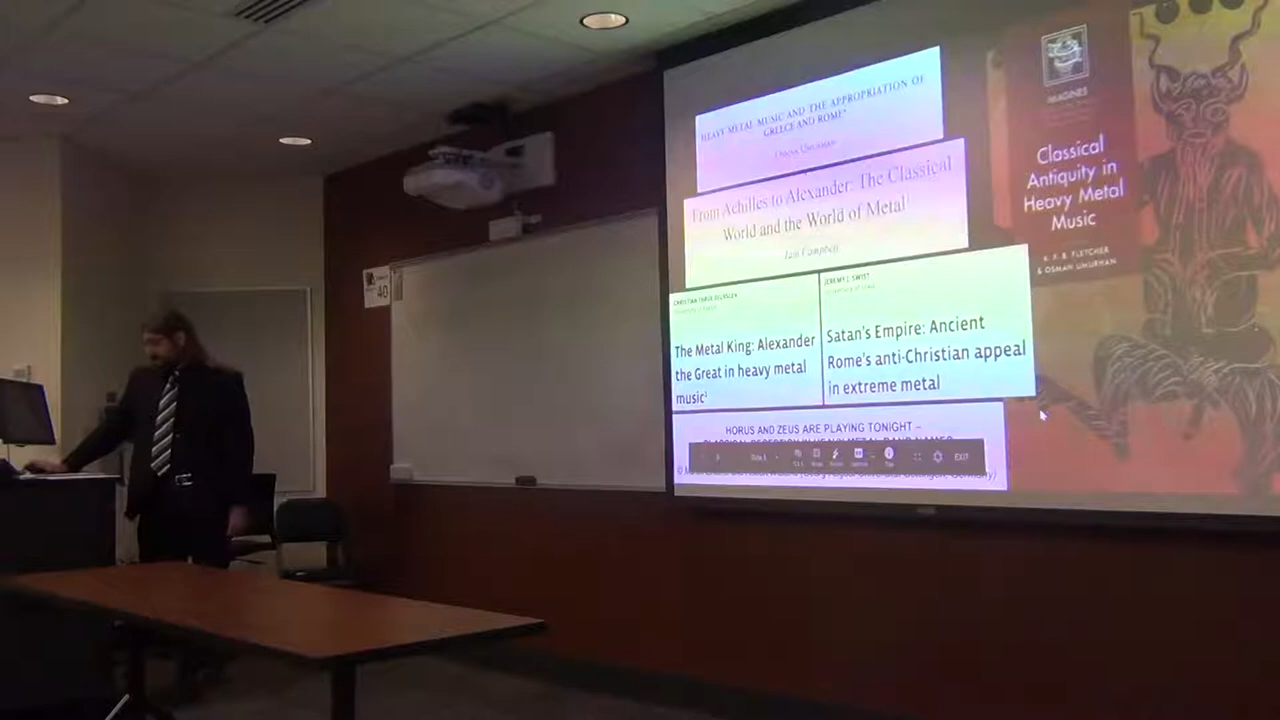 HEAVY METAL MUSIC AND THE APPROPRIATION OF
GREECE AND ROME*
OSMAN UMURHAN
From Achilles to Alexander: The Classical
World and the World of Metal
Iain Campbell
The Metal King: Alexander
the Great in heavy metal
music¹
JEREMY J. SWIST
Satan's Empire: Ancient
Rome's anti-Christian appeal
in extreme metal
HORUS AND ZEUS ARE PLAYING TONIGHT –
EXIT
IMAGINES
Classical
Antiquity in
Heavy Metal
Music
K. F. B. FLETCHER
& OSMAN UMURHAN
40